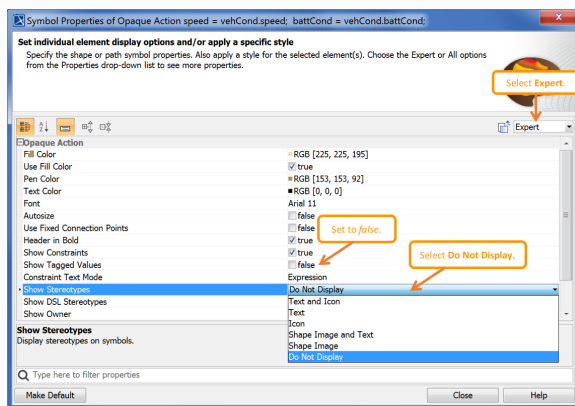 Symbol Properties of Opaque Action speed = vehCond.speed;  battCond = vehCond.battCond;
x
Set individual element display options and/or apply a specific style
Specify the shape or path symbol properties. Also apply a style for the selected element(s). Choose the Expert or All options
from the Properties drop-down list to see more properties.
Select Expert.
Expert
Opaque Action
Fill Color RGB [225, 225, 195]
Use Fill Color true
Pen Color RGB [153, 153, 92]
Text Color RGB [0, 0, 0]
Font Arial 11
Autosize false
Use Fixed Connection Points false
Set to false.
Header in Bold true
Show Constraints true
Select Do Not Display.
Show Tagged Values false
Constraint Text Mode Expression
Show Stereotypes Do Not Display
Show DSL Stereotypes Text and Icon
Show Owner Text
Icon
Shape Image and Text
Shape Image
Do Not Display
Show Stereotypes
Display stereotypes on symbols.
Type here to filter properties
Make Default Close Help